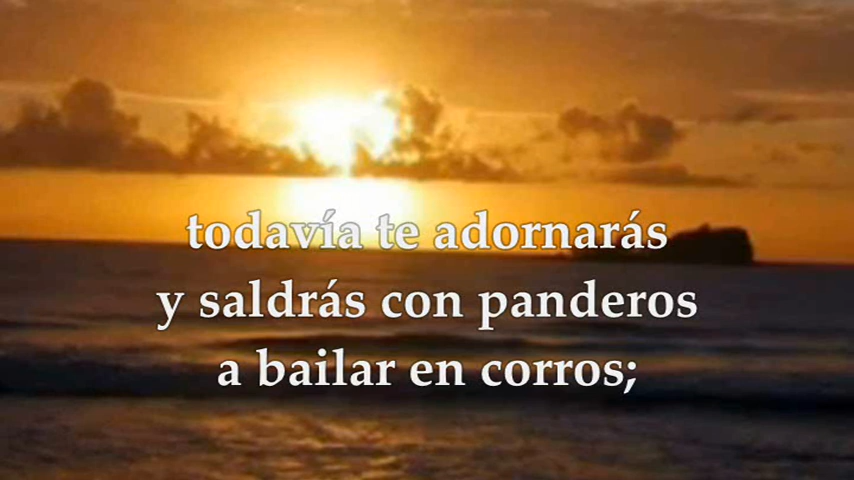 todavía te adornarás
y saldrás con panderos
a bailar en corros;